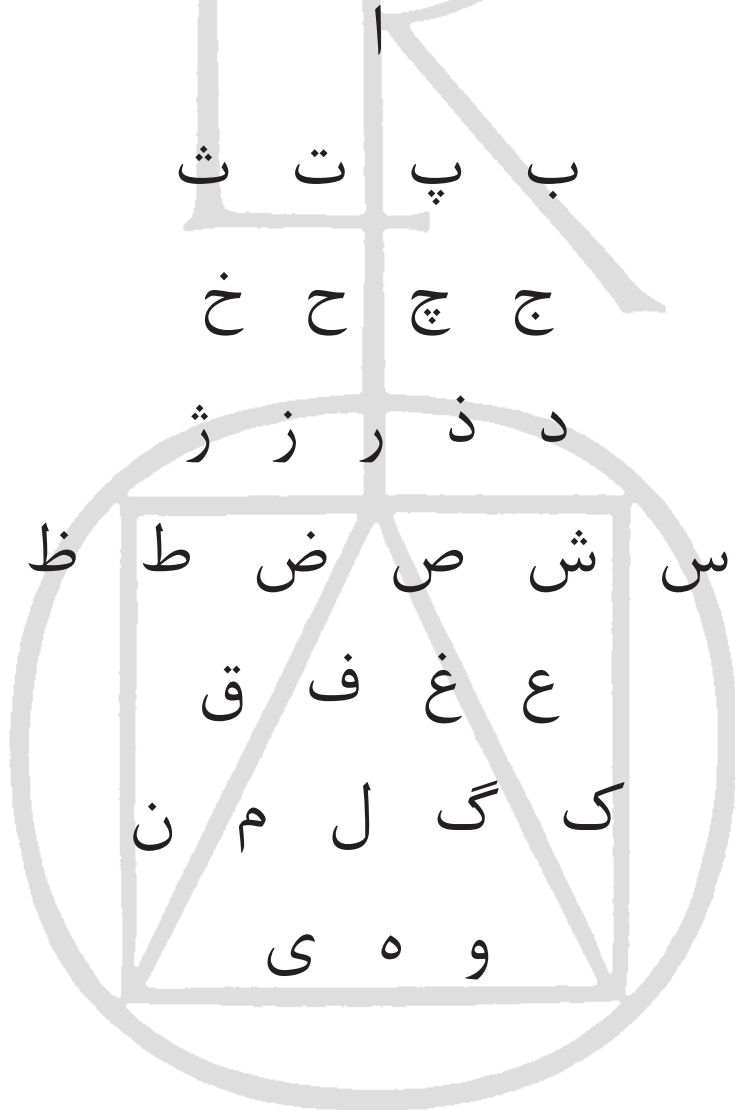 ا
ب پ ت ث
ج چ ح خ
د ذ ر ز ژ
س ش ص ض ط ظ
ع غ ف ق
ک گ ل م ن
و ه ی